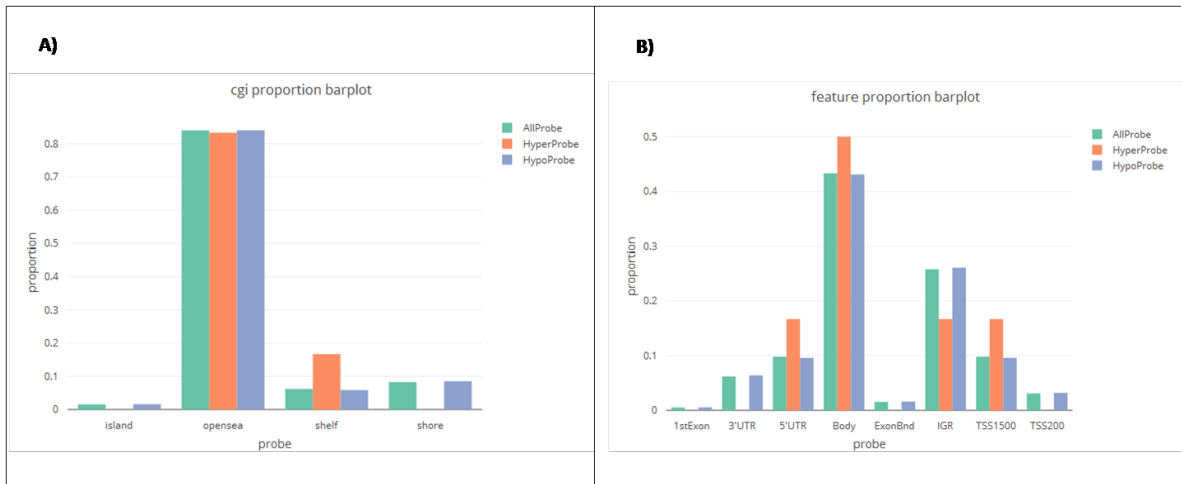 A)
cgi proportion barplot
AllProbe
HyperProbe
HypoProbe
proportion
0.8
0.7
0.6
0.5
0.4
0.3
0.2
0.1
0
island opensea shelf shore
probe
B)
feature proportion barplot
AllProbe
HyperProbe
HypoProbe
proportion
0.5
0.4
0.3
0.2
0.1
0
1stExon 3'UTR 5'UTR Body ExonBnd IGR TSS1500 TSS200
probe